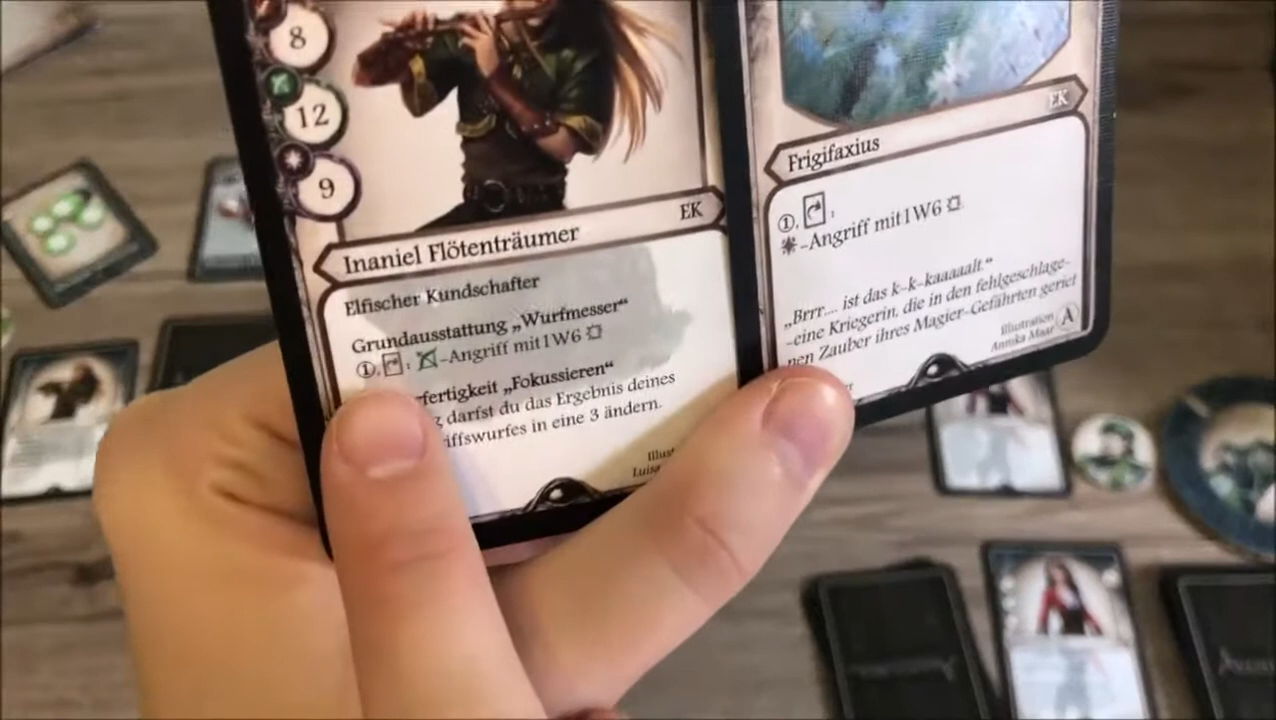 8
12
9
EK
Inaniel Flötenträumer
Elfischer Kundschafter
Grundausstattung „Wurfmesser“
①, : -Angriff mit 1W6
fertigkeit „Fokussieren“
darfst du das Ergebnis deines
iffswurfes in eine 3 ändern.
EK
Frigifaxius
①, :
-Angriff mit 1W6
„Brrr.... ist das k-k-kaaaaalt.“
-eine Kriegerin, die in den fehlgeschlage-
nen Zauber ihres Magier-Gefährten geriet
Illustration
Annika Maar
A